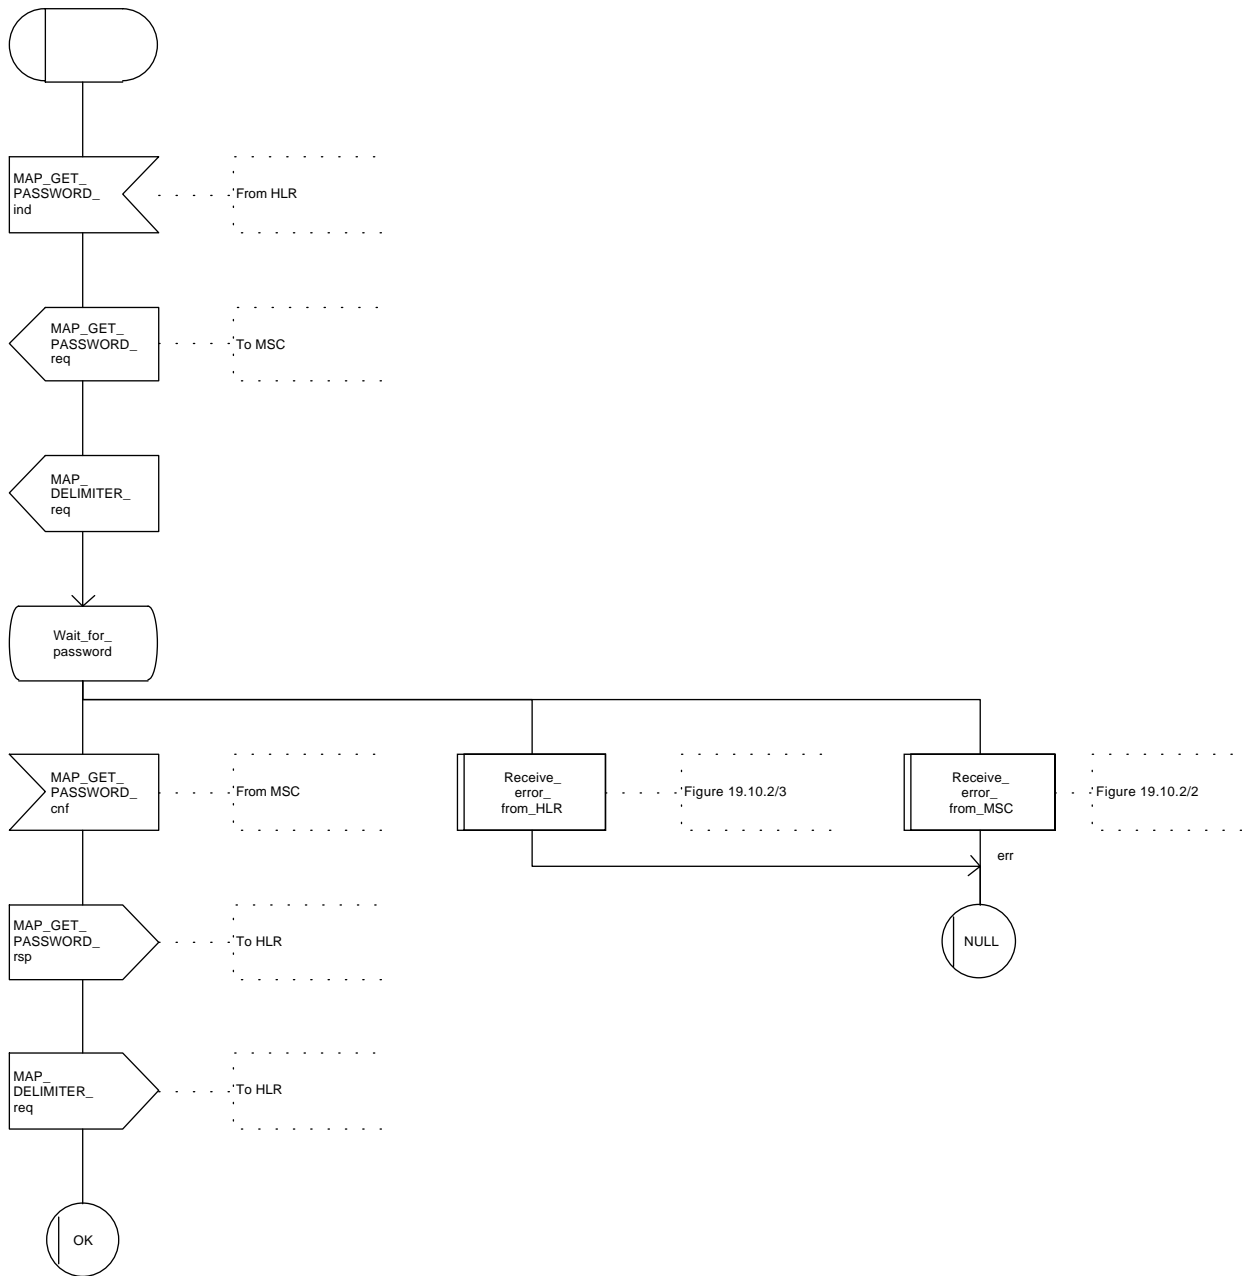 MAP_GET_
PASSWORD_
ind
From HLR
MAP_GET_
PASSWORD_
req
To MSC
MAP_
DELIMITER_
req
Wait_for_
password
MAP_GET_
PASSWORD_
cnf
From MSC
Receive_
error_
from_HLR
Figure 19.10.2/3
Receive_
error_
from_MSC
Figure 19.10.2/2
err
MAP_GET_
PASSWORD_
rsp
To HLR
NULL
MAP_
DELIMITER_
req
To HLR
OK